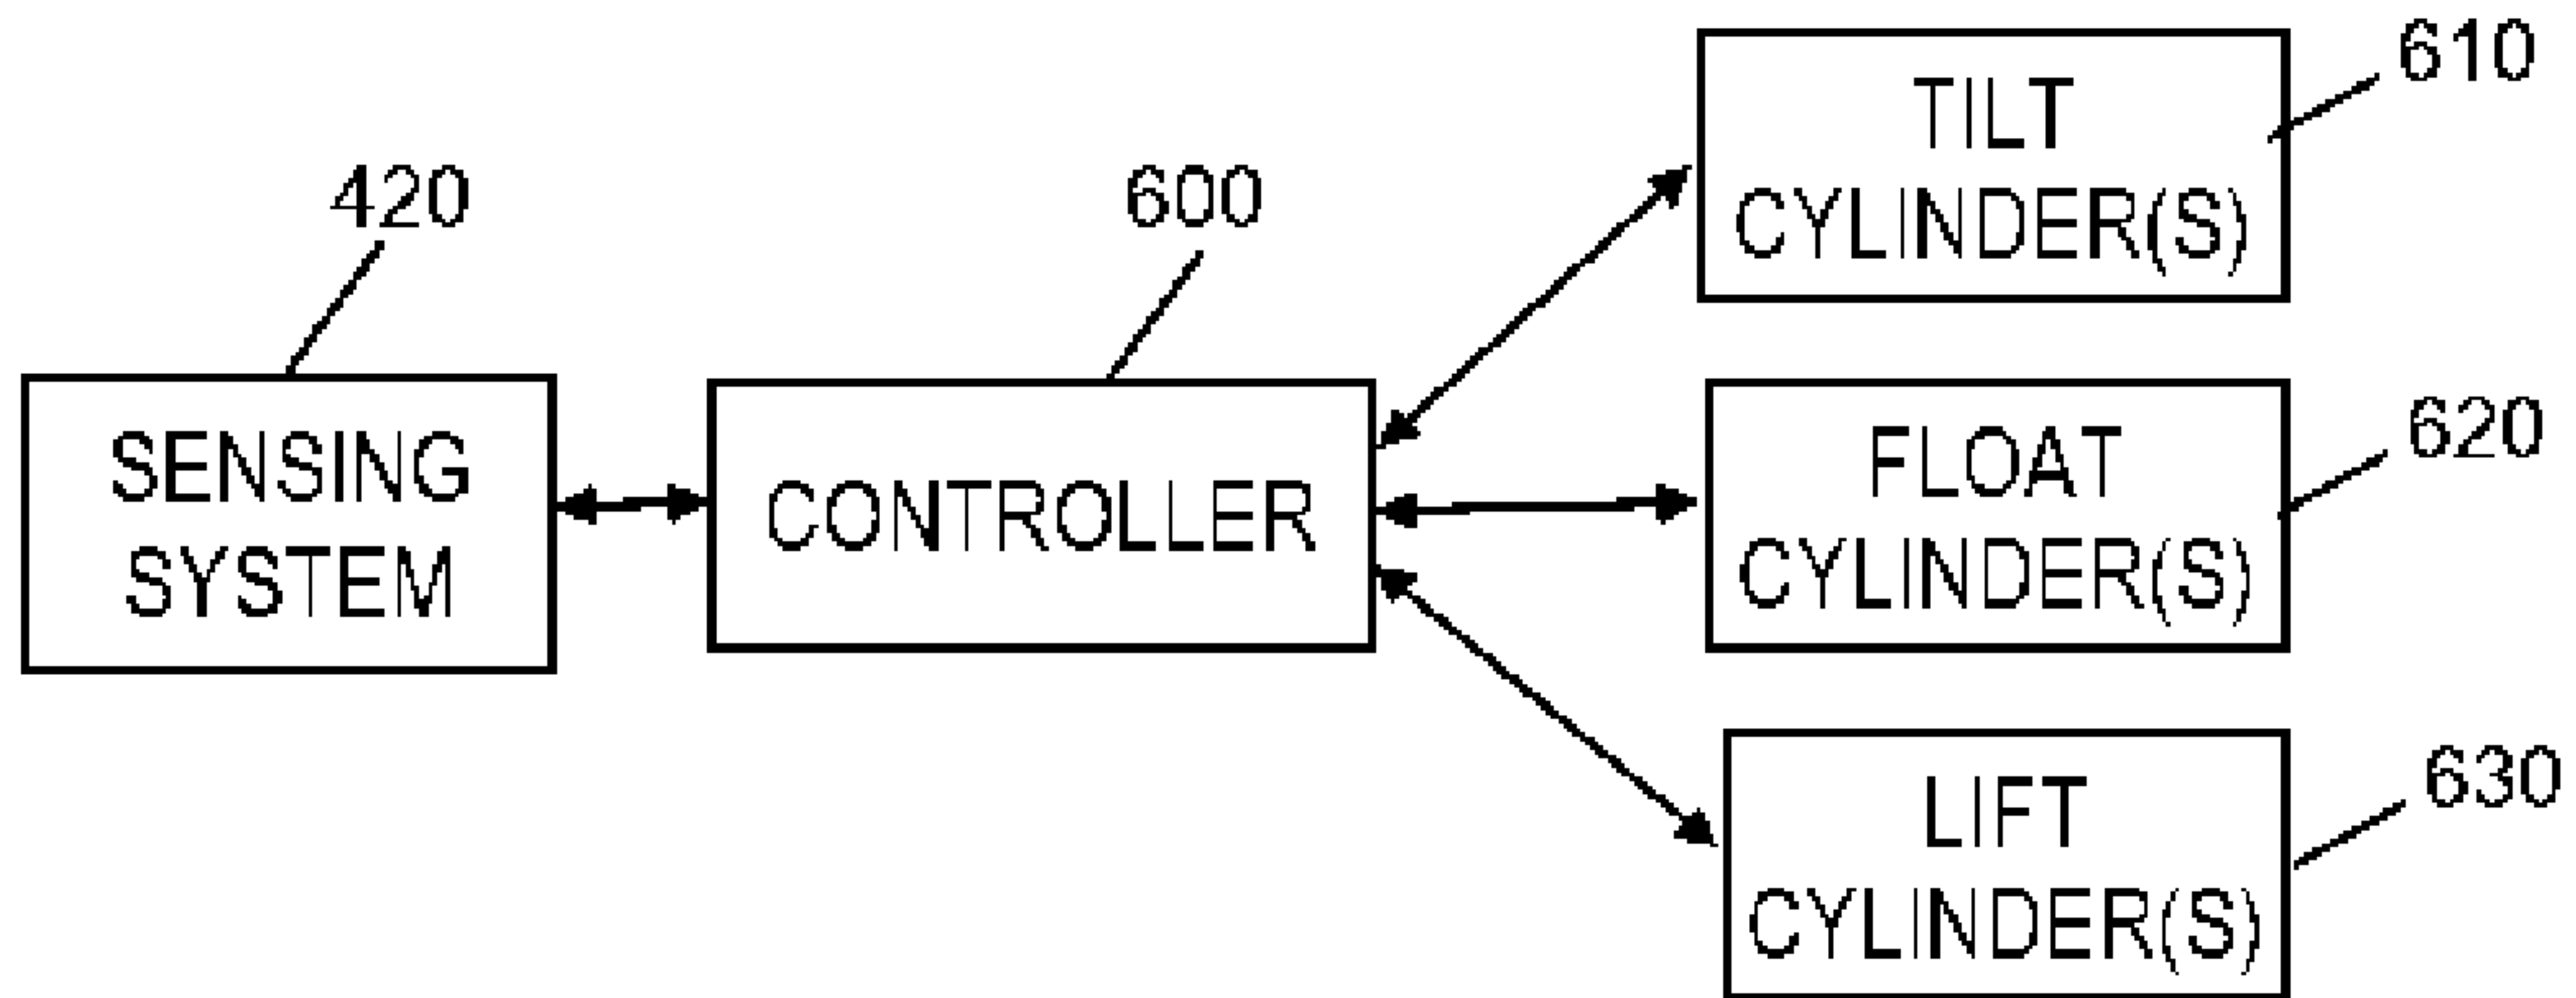 420
SENSING
SYSTEM
600
CONTROLLER
610
TILT
CYLINDER(S)
620
FLOAT
CYLINDER(S)
630
LIFT
CYLINDER(S)